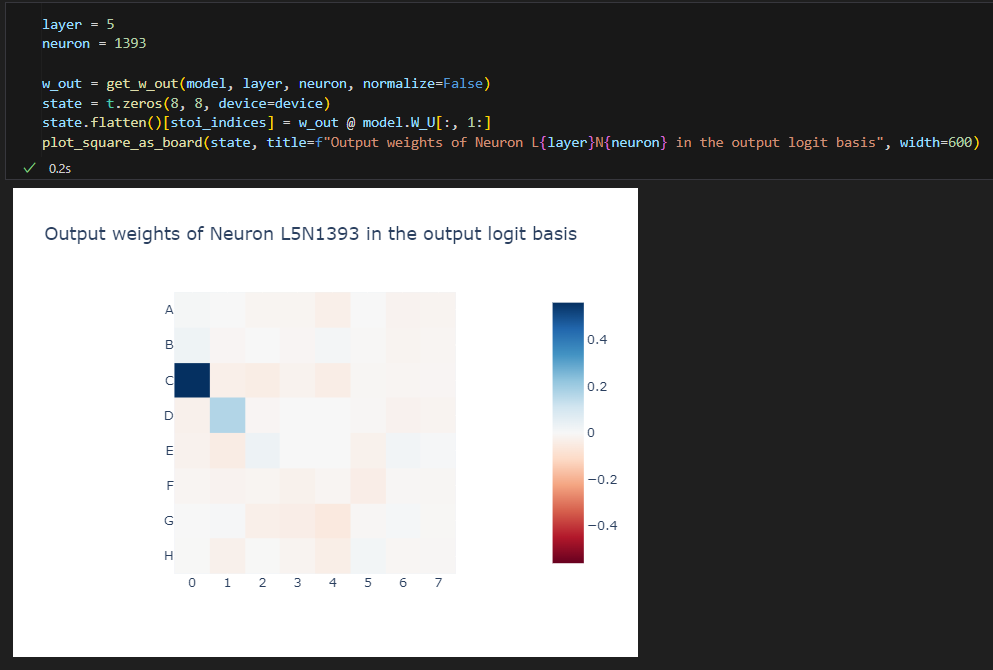 layer = 5
neuron = 1393
w_out = get_w_out(model, layer, neuron, normalize=False)
state = t.zeros(8, 8, device=device)
state.flatten()[stoi_indices] = w_out @ model.W_U[:, 1:]
plot_square_as_board(state, title=f"Output weights of Neuron L{layer}N{neuron} in the output logit basis", width=600)
0.2s
Output weights of Neuron L5N1393 in the output logit basis
A
B
C
D
E
F
G
H
0 1 2 3 4 5 6 7
0.4
0.2
0
−0.2
−0.4